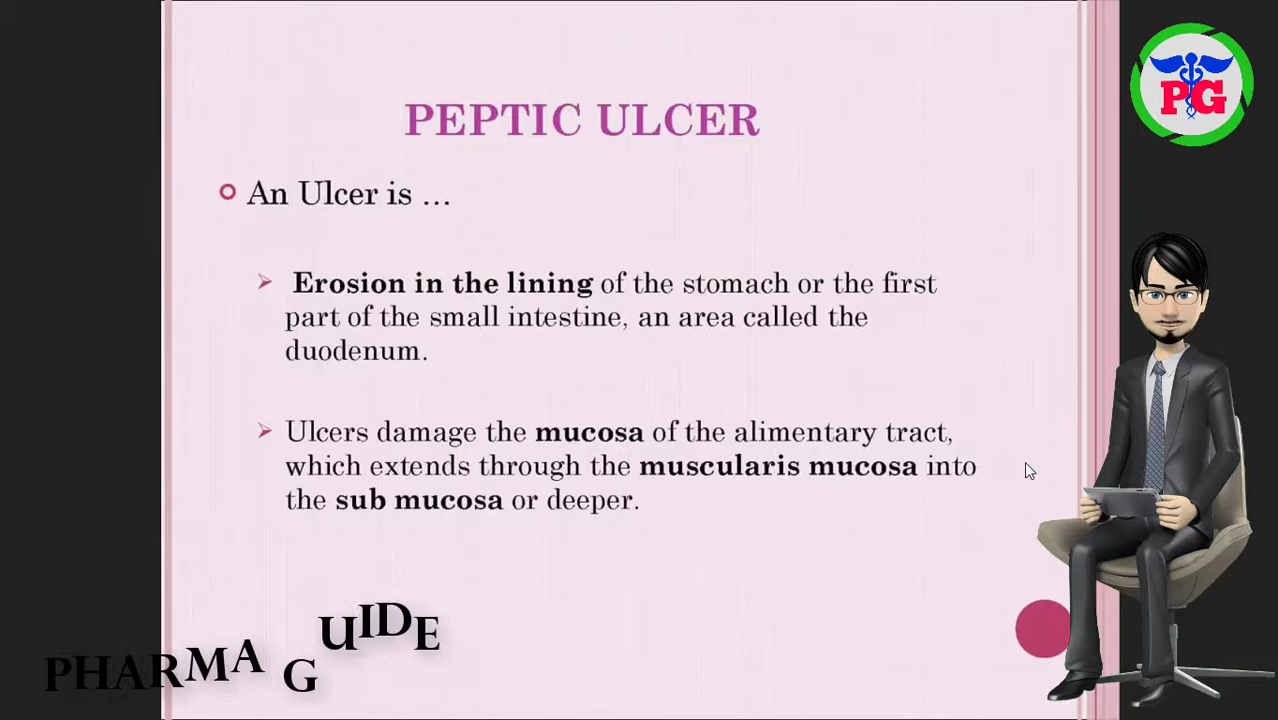 PEPTIC ULCER
PG
An Ulcer is …
Erosion in the lining of the stomach or the first
part of the small intestine, an area called the
duodenum.
Ulcers damage the mucosa of the alimentary tract,
which extends through the muscularis mucosa into
the sub mucosa or deeper.
PHARMA GUIDE